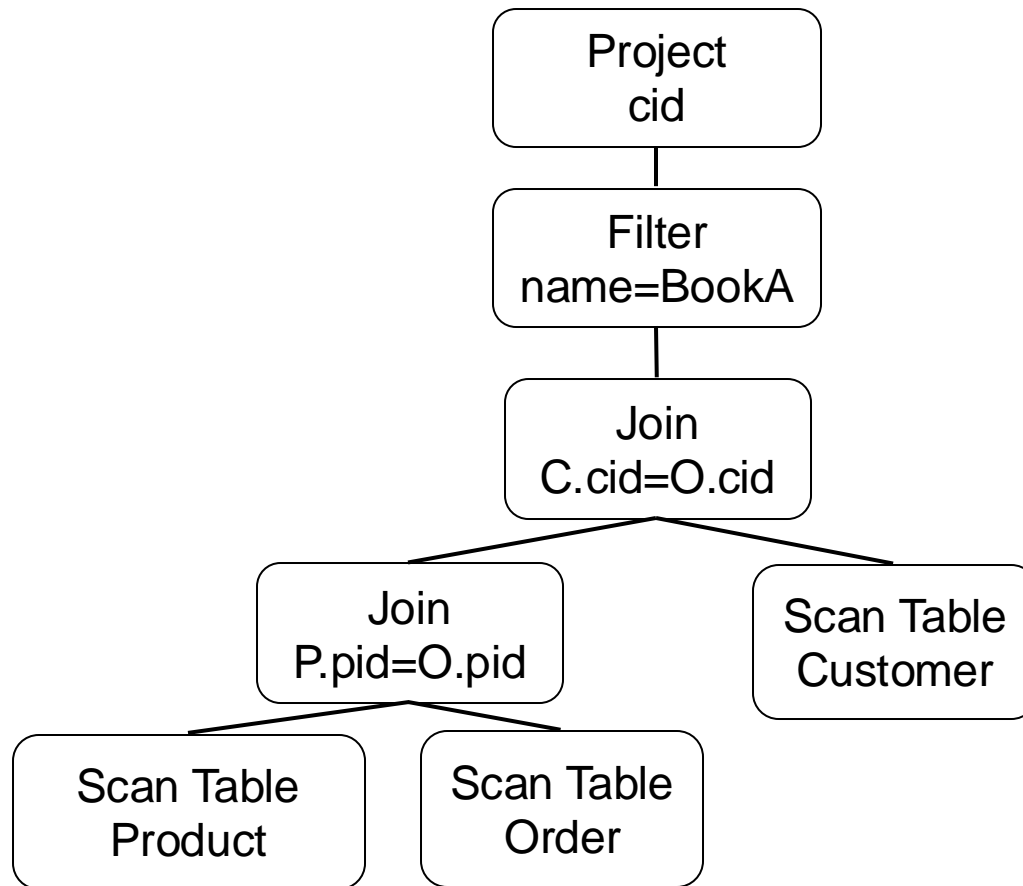 Project
cid
Filter
name=BookA
Join
C.cid=O.cid
Join
P.pid=O.pid
Scan Table
Customer
Scan Table
Product
Scan Table
Order